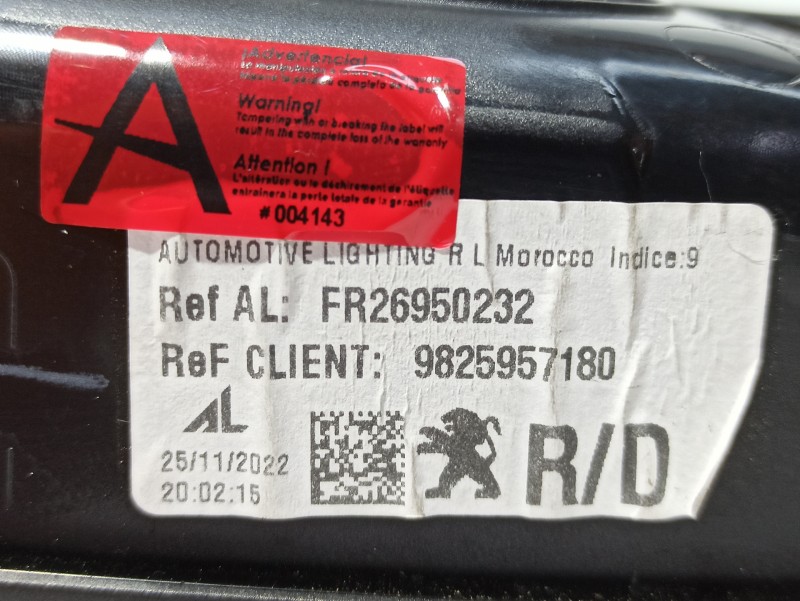 A
¡Advertencia!
Warning!
Tampering with or breaking the label will
result in the complete loss of the warranty
Attention !
L'altération ou le déchirement de l'étiquette
entraînera la perte totale de la garantie
#004143
AUTOMOTIVE LIGHTING R L Morocco Indice:9
Ref AL: FR26950232
ReF CLIENT: 9825957180
AL
25/11/2022
20:02:15
R/D